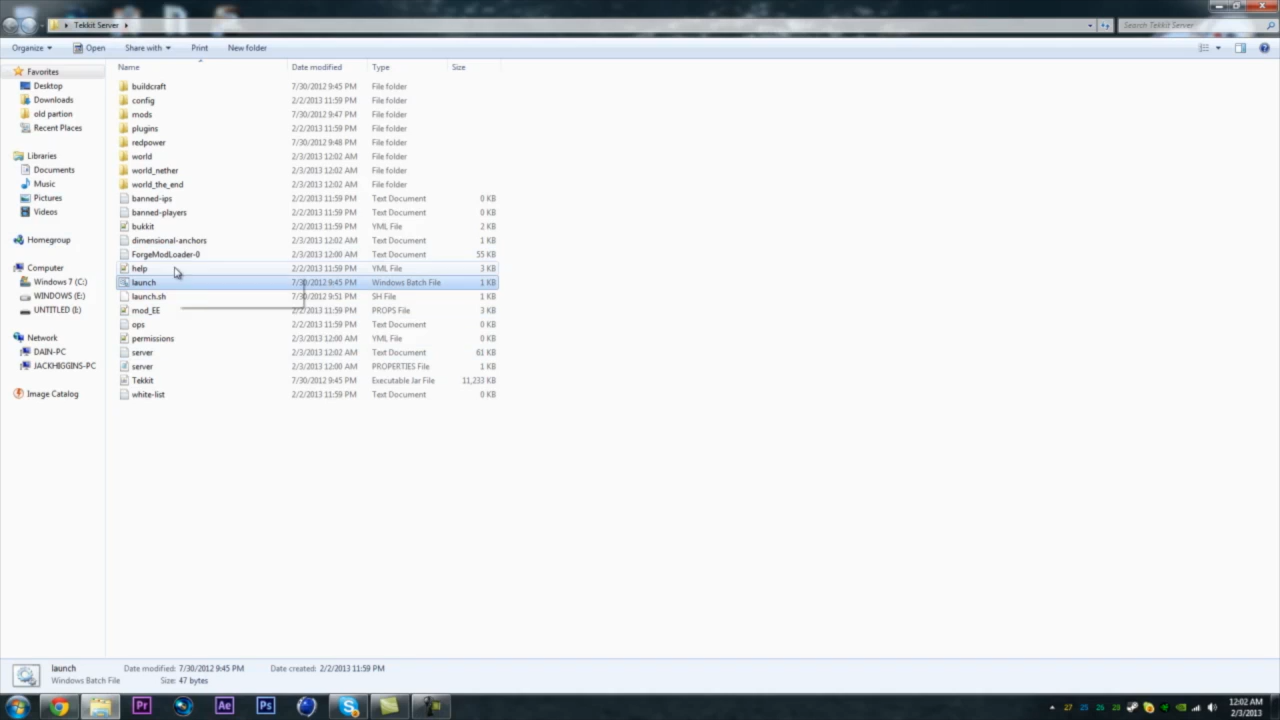 Tekkit Server
Search Tekkit Server
Organize Open Share with Print New folder
Name Date modified Type Size
Favorites
Desktop
Downloads
old partion
Recent Places
Libraries
Documents
Music
Pictures
Videos
Homegroup
Computer
Windows 7 (C:)
WINDOWS (E:)
UNTITLED (I:)
Network
DAIN-PC
JACKHIGGINS-PC
Image Catalog
buildcraft 7/30/2012 9:45 PM File folder
config 2/2/2013 11:59 PM File folder
mods 7/30/2012 9:47 PM File folder
plugins 2/2/2013 11:59 PM File folder
redpower 7/30/2012 9:48 PM File folder
world 2/3/2013 12:02 AM File folder
world_nether 2/3/2013 12:02 AM File folder
world_the_end 2/3/2013 12:02 AM File folder
banned-ips 2/2/2013 11:59 PM Text Document 0 KB
banned-players 2/2/2013 11:59 PM Text Document 0 KB
bukkit 2/2/2013 11:59 PM YML File 2 KB
dimensional-anchors 2/3/2013 12:02 AM Text Document 1 KB
ForgeModLoader-0 2/3/2013 12:00 AM Text Document 55 KB
help 2/2/2013 11:59 PM YML File 3 KB
launch 7/30/2012 9:45 PM Windows Batch File 1 KB
launch.sh 7/30/2012 9:51 PM SH File 1 KB
mod_EE 2/2/2013 11:59 PM PROPS File 3 KB
ops 2/2/2013 11:59 PM Text Document 0 KB
permissions 2/3/2013 12:00 AM YML File 0 KB
server 2/3/2013 12:02 AM Text Document 61 KB
server 2/3/2013 12:00 AM PROPERTIES File 1 KB
Tekkit 7/30/2012 9:45 PM Executable Jar File 11,233 KB
white-list 2/2/2013 11:59 PM Text Document 0 KB
launch Date modified: 7/30/2012 9:45 PM Date created: 2/2/2013 11:59 PM
Windows Batch File Size: 47 bytes
Pr Ae Ps
27 25 26 28
12:02 AM
2/3/2013